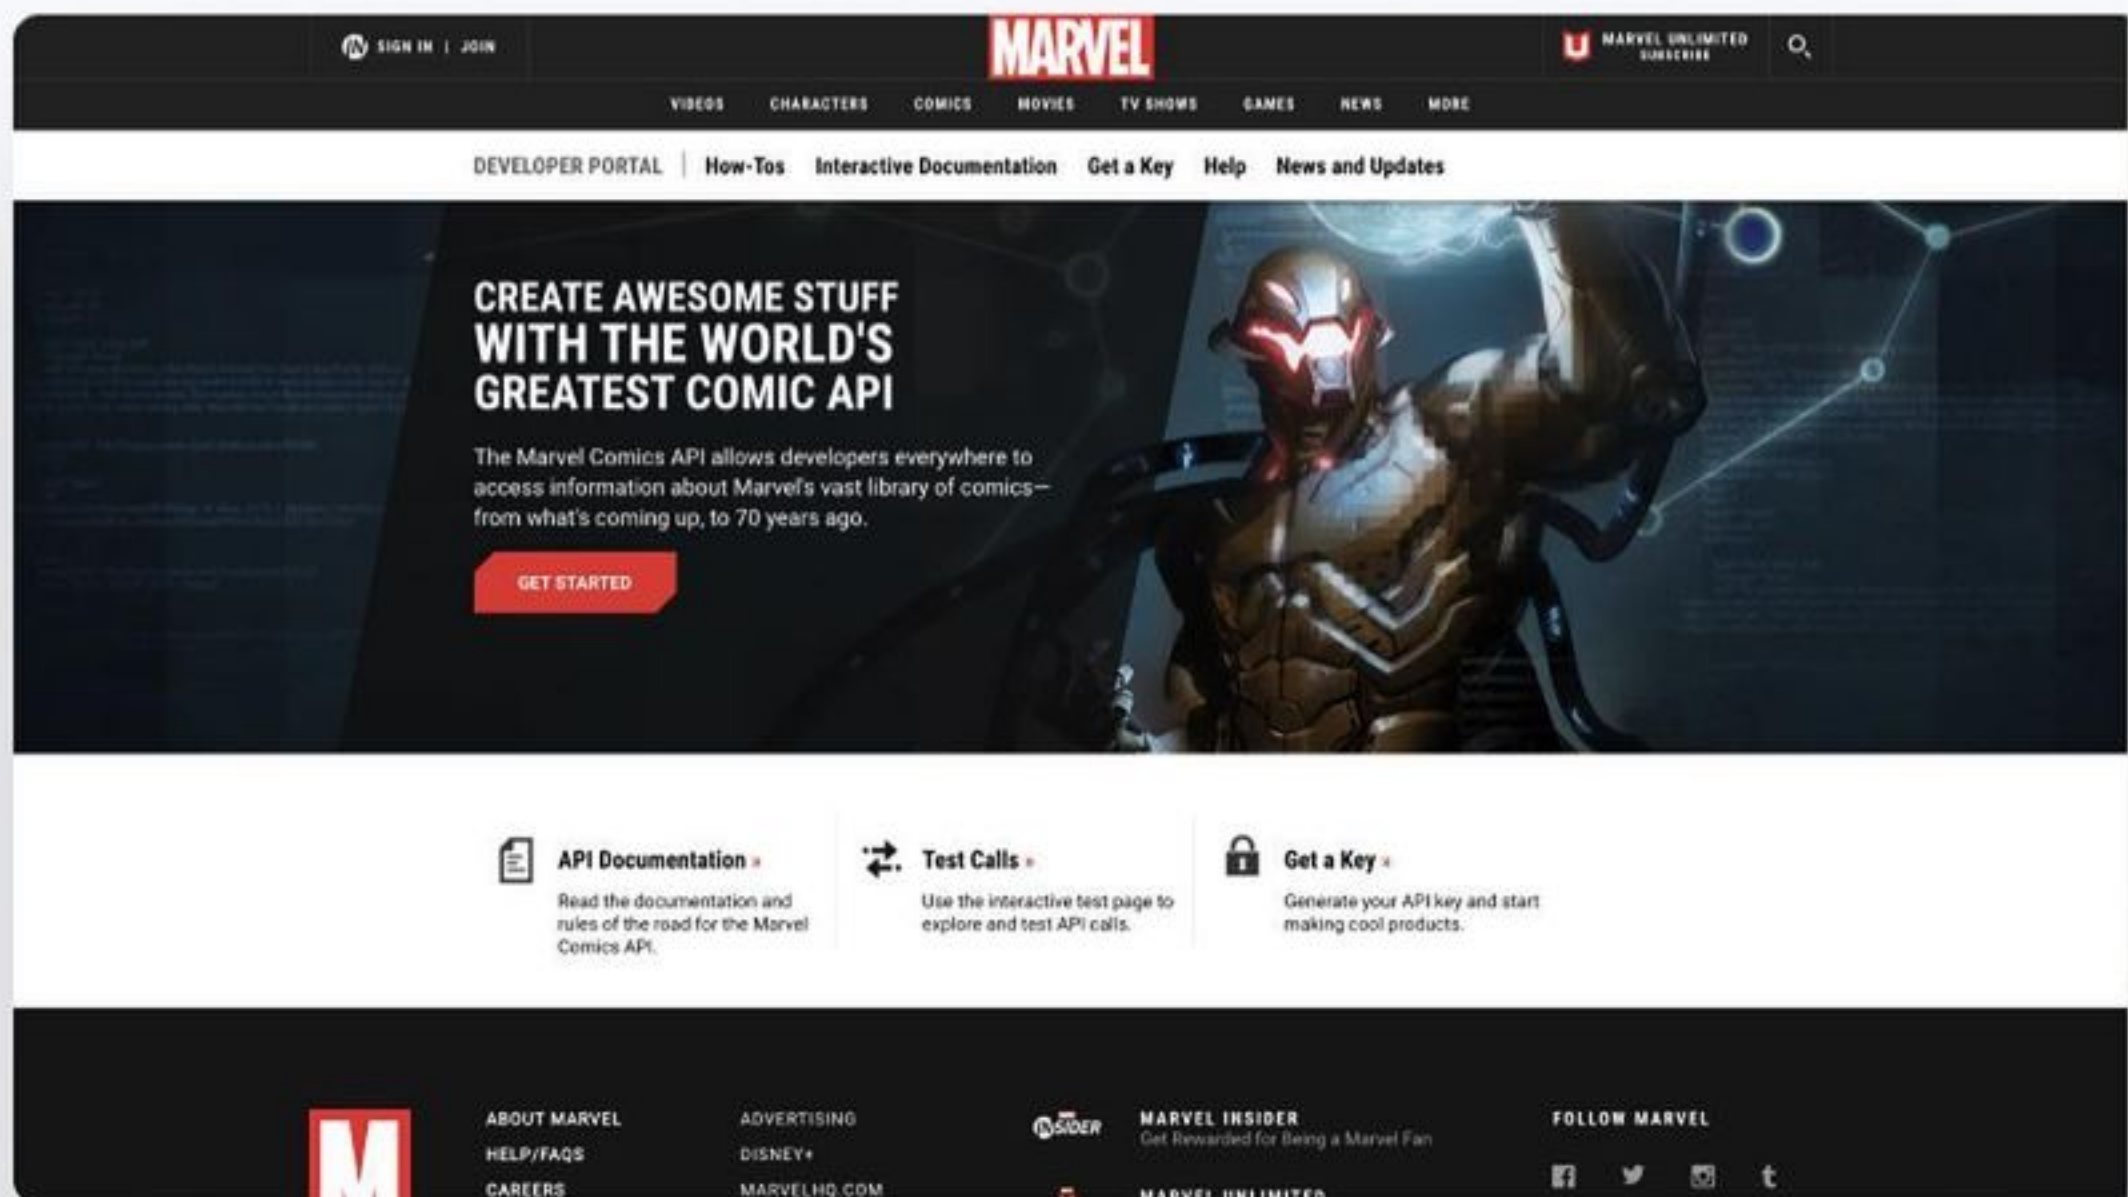 SIGN IN | JOIN
MARVEL
MARVEL UNLIMITED
SUBSCRIBE
VIDEOS CHARACTERS COMICS MOVIES TV SHOWS GAMES NEWS MORE
DEVELOPER PORTAL | How-Tos Interactive Documentation Get a Key Help News and Updates
CREATE AWESOME STUFF
WITH THE WORLD'S
GREATEST COMIC API
The Marvel Comics API allows developers everywhere to
access information about Marvel's vast library of comics—
from what's coming up, to 70 years ago.
GET STARTED
API Documentation »
Read the documentation and
rules of the road for the Marvel
Comics API.
Test Calls »
Use the interactive test page to
explore and test API calls.
Get a Key »
Generate your API key and start
making cool products.
ABOUT MARVEL
HELP/FAQS
CAREERS
ADVERTISING
DISNEY+
MARVELHQ.COM
INSIDER
MARVEL INSIDER
Get Rewarded for Being a Marvel Fan
MARVEL UNLIMITED
FOLLOW MARVEL